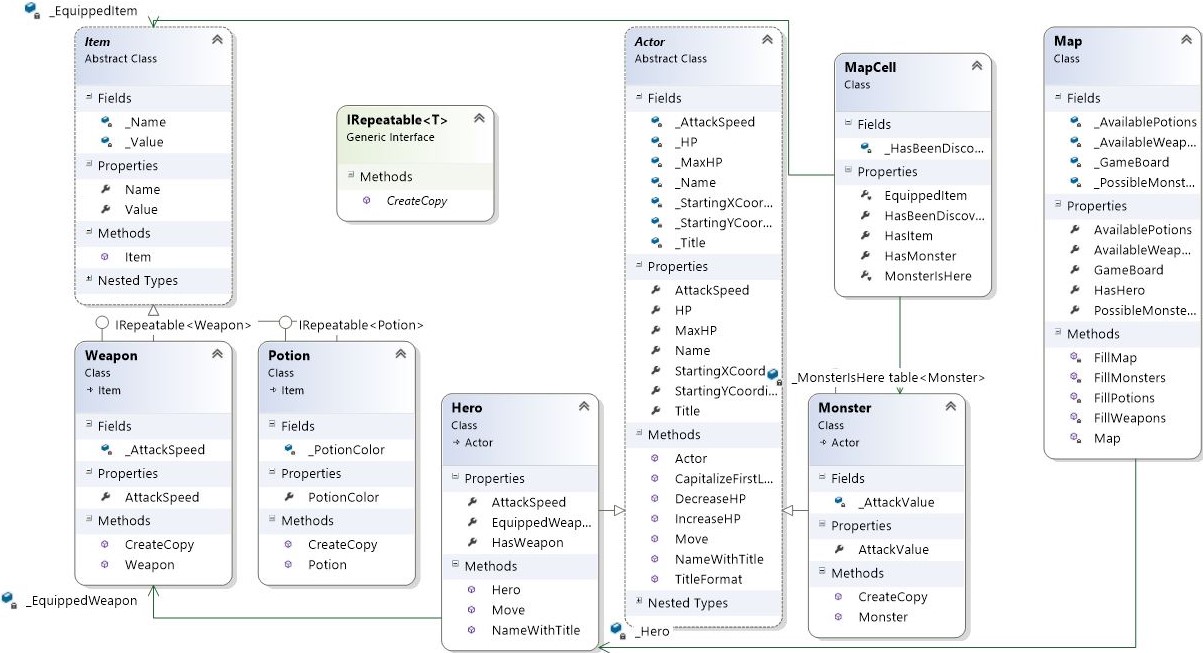 _EquippedItem
Item
Abstract Class
Fields
_Name
_Value
Properties
Name
Value
Methods
Item
Nested Types
IRepeatable<T>
Generic Interface
Methods
CreateCopy
IRepeatable<Weapon>
IRepeatable<Potion>
Weapon
Class
Item
Fields
_AttackSpeed
Properties
AttackSpeed
Methods
CreateCopy
Weapon
_EquippedWeapon
Potion
Class
Item
Fields
_PotionColor
Properties
PotionColor
Methods
CreateCopy
Potion
Hero
Class
Actor
Properties
AttackSpeed
EquippedWeap...
HasWeapon
Methods
Hero
Move
NameWithTitle
Actor
Abstract Class
Fields
_AttackSpeed
_HP
_MaxHP
_Name
_StartingXCoor...
_StartingYCoor...
_Title
Properties
AttackSpeed
HP
MaxHP
Name
StartingXCoord
StartingYCoordi...
Title
Methods
Actor
CapitalizeFirstL...
DecreaseHP
IncreaseHP
Move
NameWithTitle
TitleFormat
Nested Types
_Hero
MapCell
Class
Fields
_HasBeenDisco...
Properties
EquippedItem
HasBeenDiscov...
HasItem
HasMonster
MonsterIsHere
_MonsterIsHere table<Monster>
Monster
Class
Actor
Fields
_AttackValue
Properties
AttackValue
Methods
CreateCopy
Monster
Map
Class
Fields
_AvailablePotions
_AvailableWeap...
_GameBoard
_PossibleMonst...
Properties
AvailablePotions
AvailableWeap...
GameBoard
HasHero
PossibleMonste...
Methods
FillMap
FillMonsters
FillPotions
FillWeapons
Map